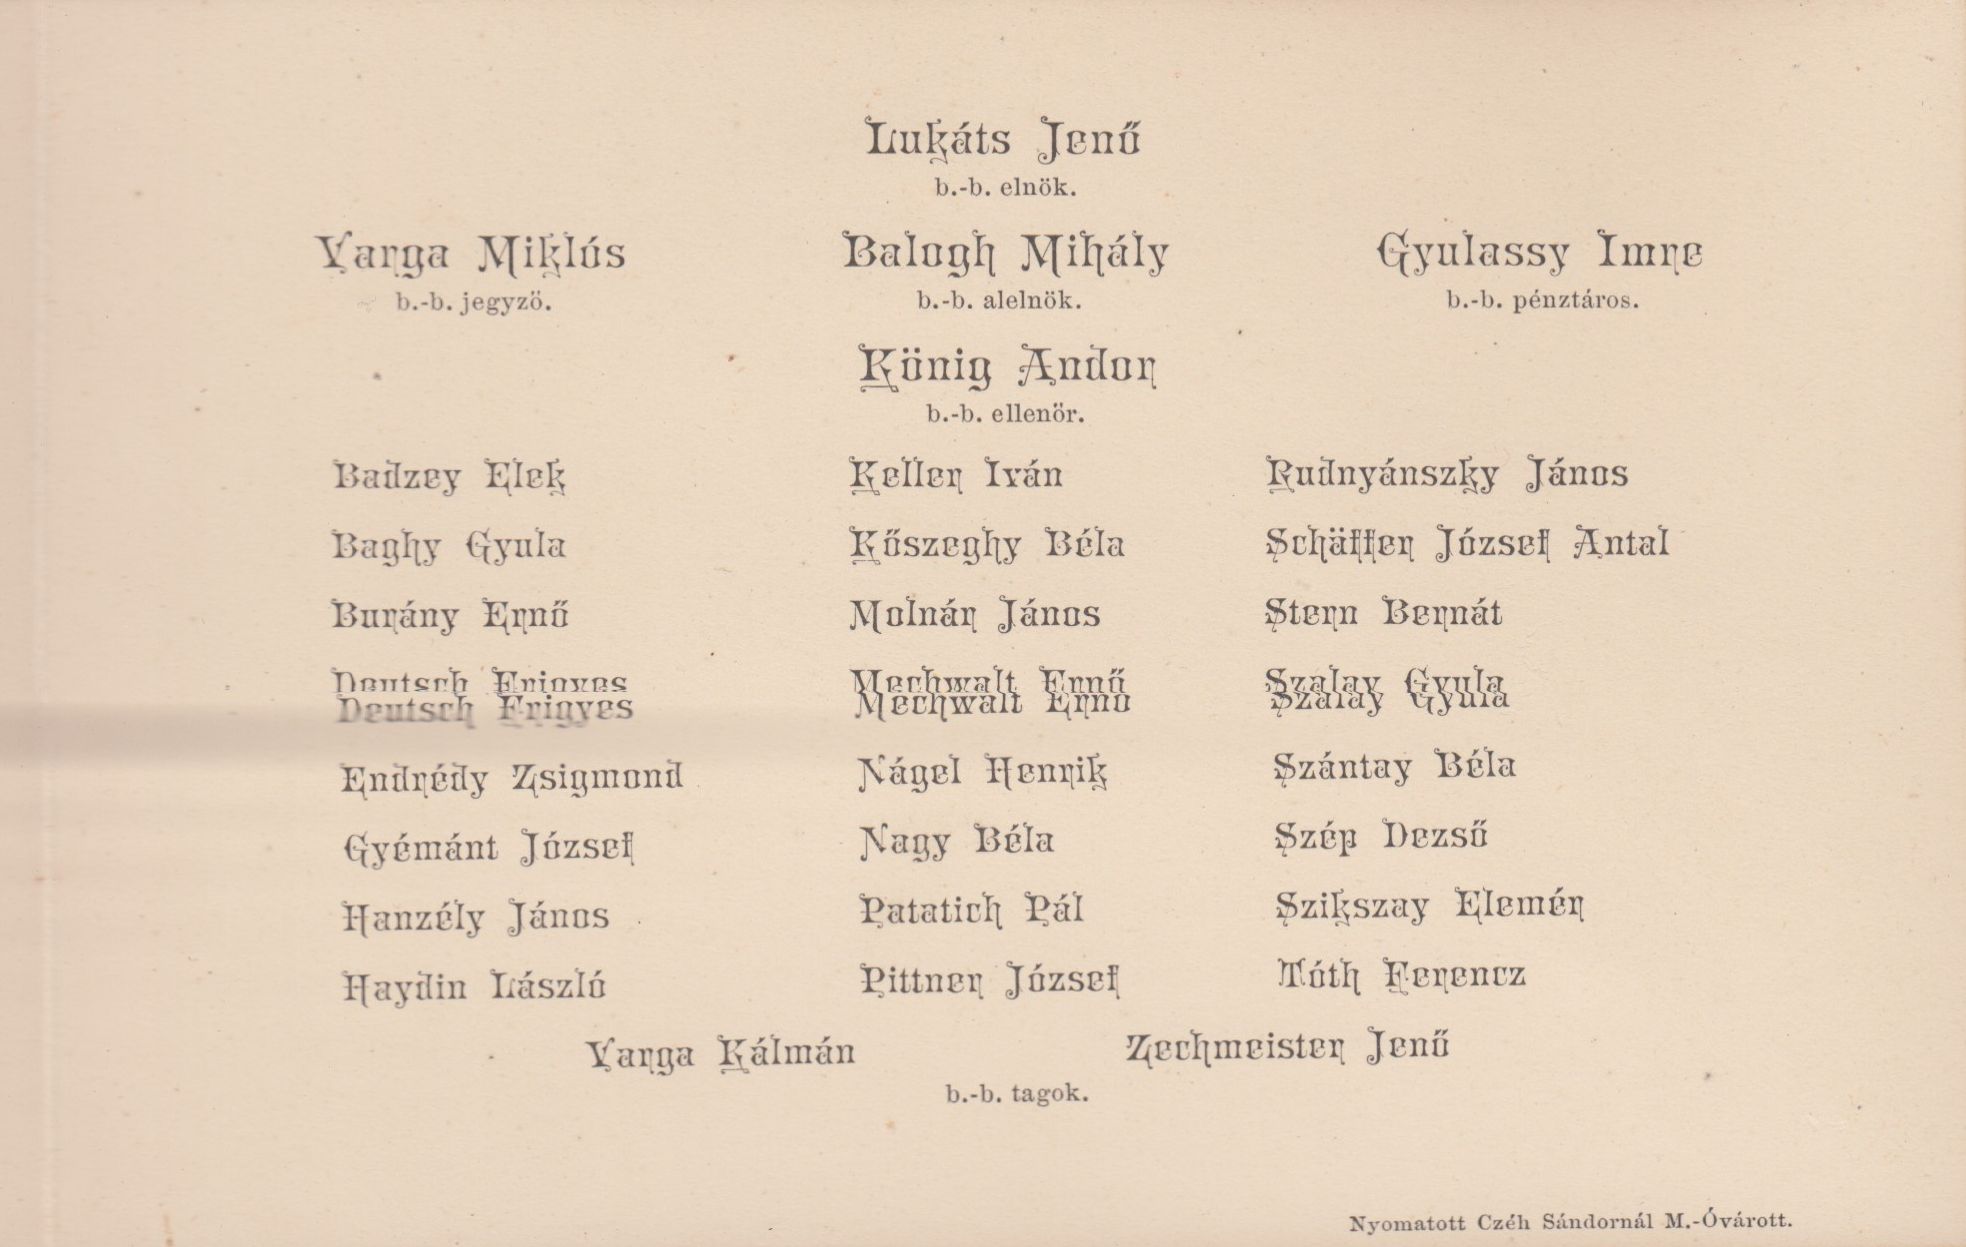 Lukáts Jenő
b.-b. elnök.
Varga Miklós Balogh Mihály Gyulassy Imre
b.-b. jegyzö. b.-b. alelnök. b.-b. pénztáros.
König Andor
b.-b. ellenör.
Badzey Elek Keller Iván Rudnyánszky János
Baghy Gyula Kőszeghy Béla Schäffer József Antal
Burány Ernő Molnár János Stern Bernát
Deutsch Frigyes Mechwalt Ernő Szalay Gyula
Endrédy Zsigmond Nágel Henrik Szántay Béla
Gyémánt József Nagy Béla Szép Dezső
Hanzély János Patatich Pál Szikszay Elemér
Haydin László Pittner József Tóth Ferencz
Varga Kálmán Zechmeister Jenő
b.-b. tagok.
Nyomatott Czéh Sándornál M.-Óvárott.